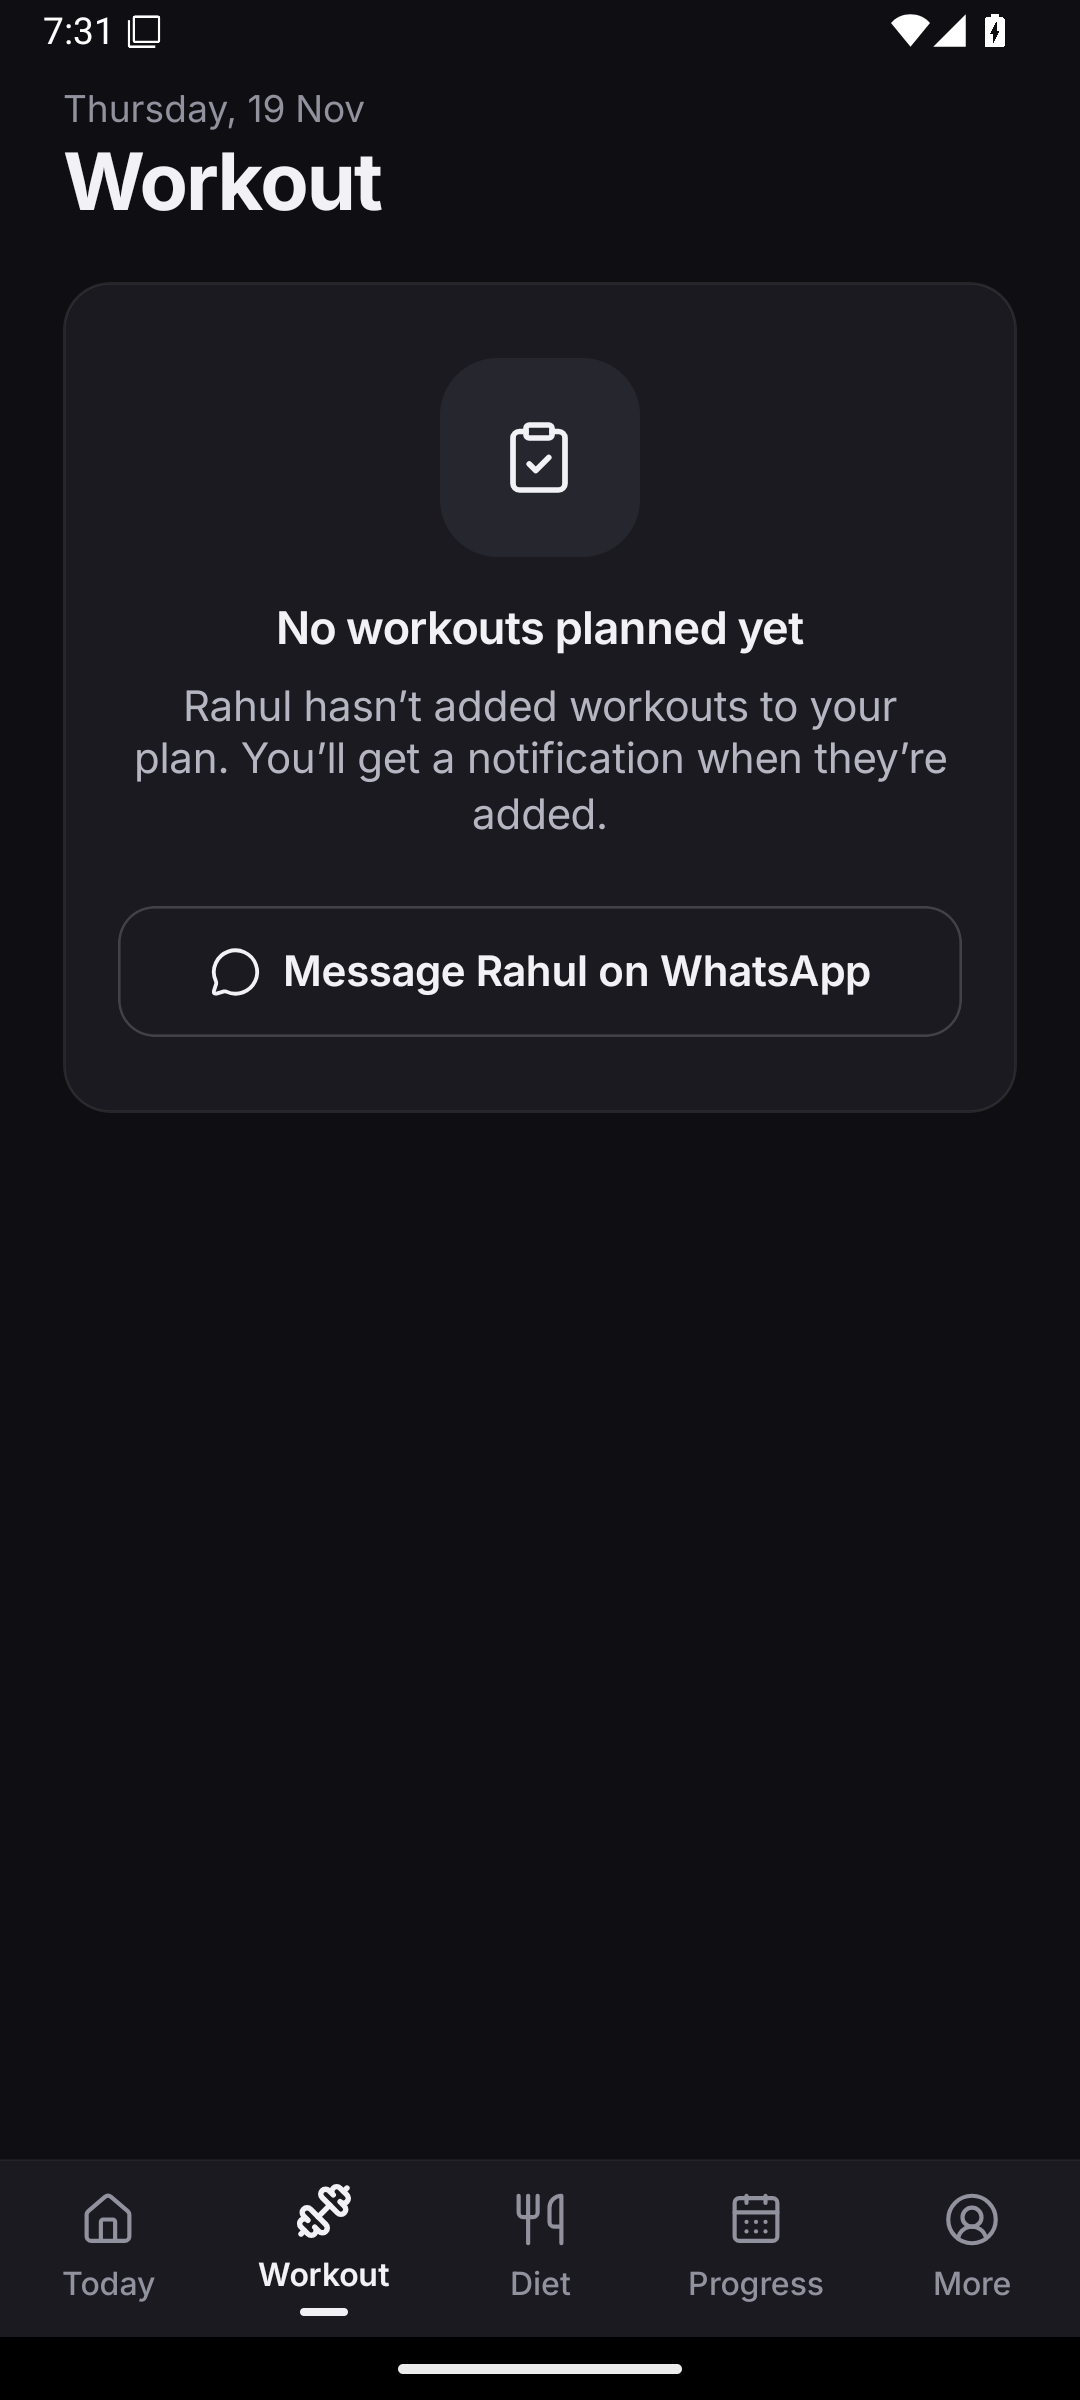 7:31
Thursday, 19 Nov
Workout
No workouts planned yet
Rahul hasn’t added workouts to your
plan. You’ll get a notification when they’re
added.
Message Rahul on WhatsApp
Today
Workout
Diet
Progress
More